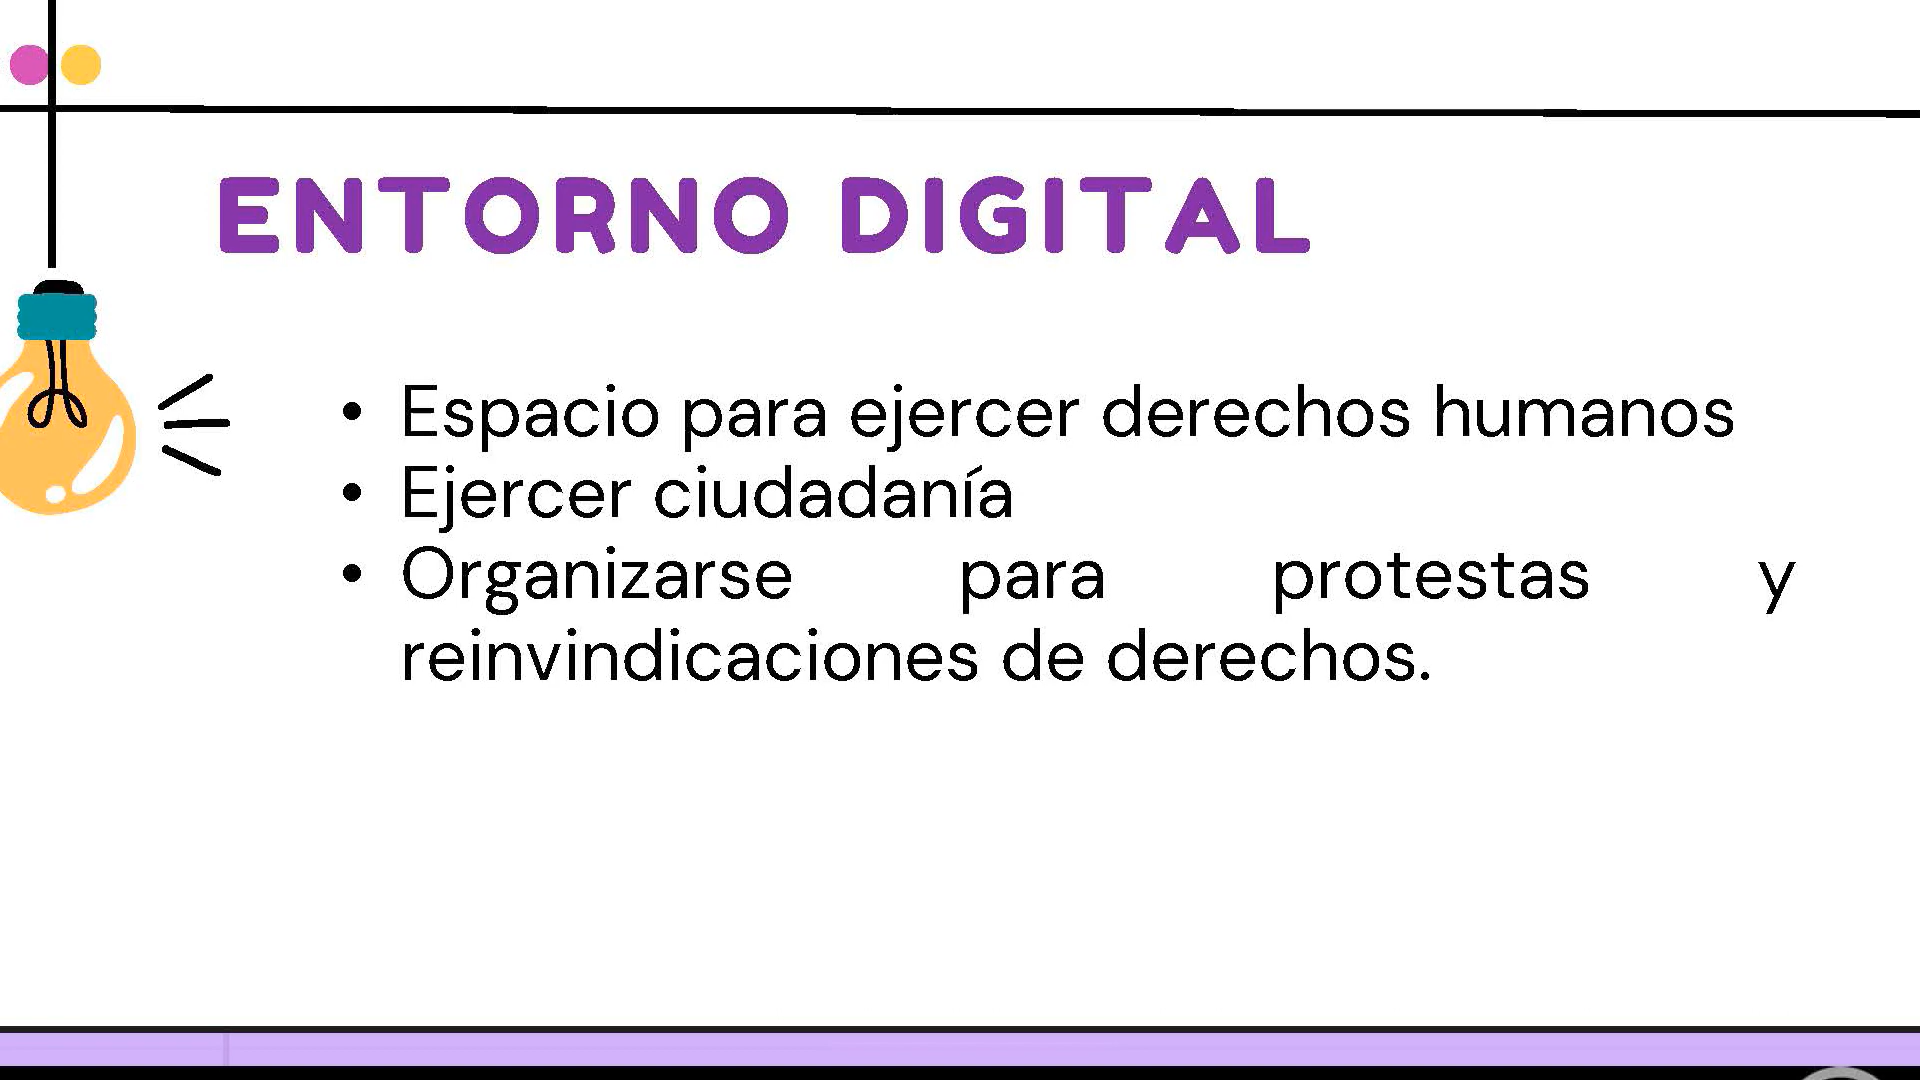 ENTORNO DIGITAL
• Espacio para ejercer derechos humanos
• Ejercer ciudadanía
• Organizarse para protestas y
reinvindicaciones de derechos.